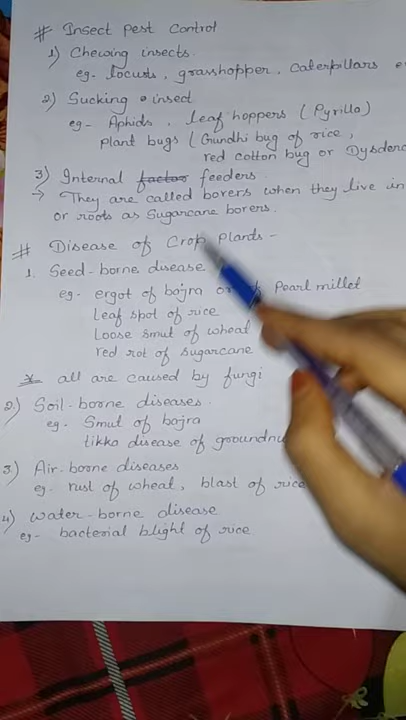 # Insect Pest Control
1) Chewing insects.
eg. locusts, grasshopper, caterpillars e
2) Sucking insect
eg- Aphids, leaf hoppers (Pyrilla)
plant bugs (Gundhi bug of rice,
red cotton bug or Dysderc
3) Internal factor feeders.
→ They are called borers when they live in
or roots as Sugarcane borers.
# Disease of Crop Plants -
1. Seed-borne disease
eg. ergot of bajra or Pearl millet
Leaf spot of rice
Loose smut of wheat
red rot of sugarcane
* all are caused by fungi
2.) Soil-borne diseases.
eg. Smut of bajra
tikka disease of groundnu
3) Air-borne diseases
eg. rust of wheat, blast of rice
4) Water-borne disease
eg- bacterial blight of rice